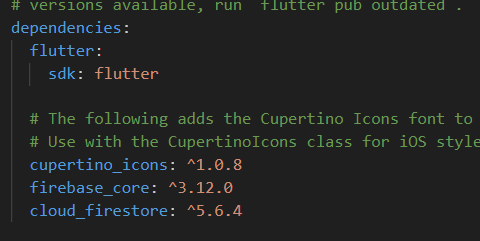 # versions available, run `flutter pub outdated`.
dependencies:
flutter:
sdk: flutter
# The following adds the Cupertino Icons font to
# Use with the CupertinoIcons class for iOS style
cupertino_icons: ^1.0.8
firebase_core: ^3.12.0
cloud_firestore: ^5.6.4